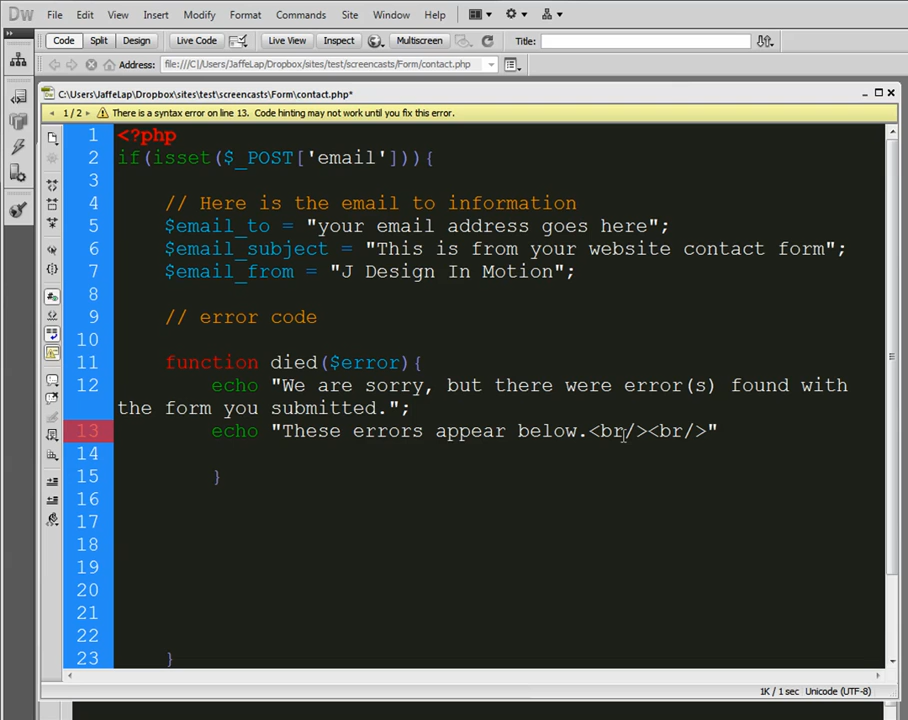 Dw File Edit View Insert Modify Format Commands Site Window Help
Code Split Design Live Code Live View Inspect Multiscreen Title:
Address: file:///C|/Users/JaffeLap/Dropbox/sites/test/screencasts/Form/contact.php
C:\Users\JaffeLap\Dropbox\sites\test\screencasts\Form\contact.php*
1 / 2 There is a syntax error on line 13. Code hinting may not work until you fix this error.
1 <?php
2 if(isset($_POST['email'])){
3
4 // Here is the email to information
5 $email_to = "your email address goes here";
6 $email_subject = "This is from your website contact form";
7 $email_from = "J Design In Motion";
8
9 // error code
10
11 function died($error){
12 echo "We are sorry, but there were error(s) found with
the form you submitted.";
13 echo "These errors appear below.<br/><br/>"
14
15 }
16
17
18
19
20
21
22
23 }
1K / 1 sec Unicode (UTF-8)